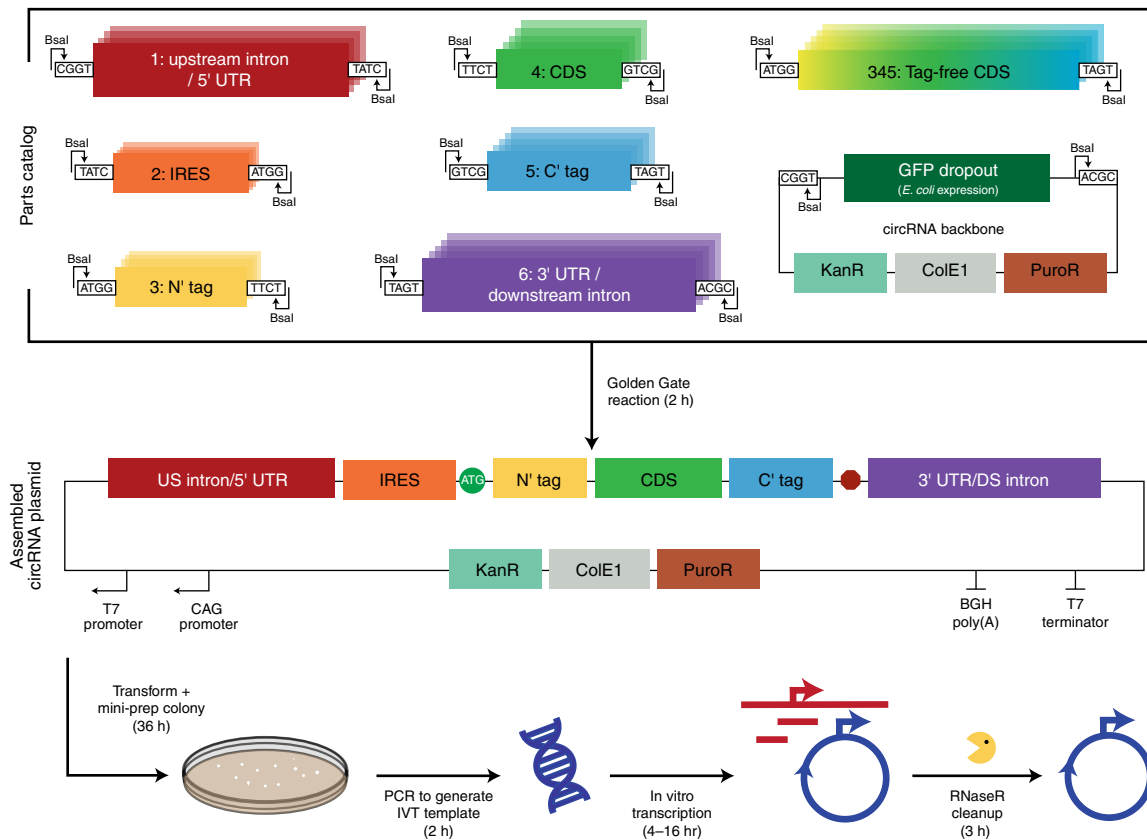 Parts catalog
BsaI
CGGT
1: upstream intron
/ 5' UTR
TATC
BsaI
BsaI
TTCT
4: CDS
GTCG
BsaI
BsaI
ATGG
345: Tag-free CDS
TAGT
BsaI
BsaI
TATC
2: IRES
ATGG
BsaI
BsaI
GTCG
5: C' tag
TAGT
BsaI
CGGT
BsaI
GFP dropout
(E. coli expression)
BsaI
ACGC
circRNA backbone
KanR
ColE1
PuroR
BsaI
ATGG
3: N' tag
TTCT
BsaI
BsaI
TAGT
6: 3' UTR /
downstream intron
ACGC
BsaI
Golden Gate
reaction (2 h)
Assembled
circRNA plasmid
US intron/5' UTR
IRES
ATG
N' tag
CDS
C' tag
3' UTR/DS intron
KanR
ColE1
PuroR
T7
promoter
CAG
promoter
BGH
poly(A)
T7
terminator
Transform +
mini-prep colony
(36 h)
PCR to generate
IVT template
(2 h)
In vitro
transcription
(4–16 hr)
RNaseR
cleanup
(3 h)